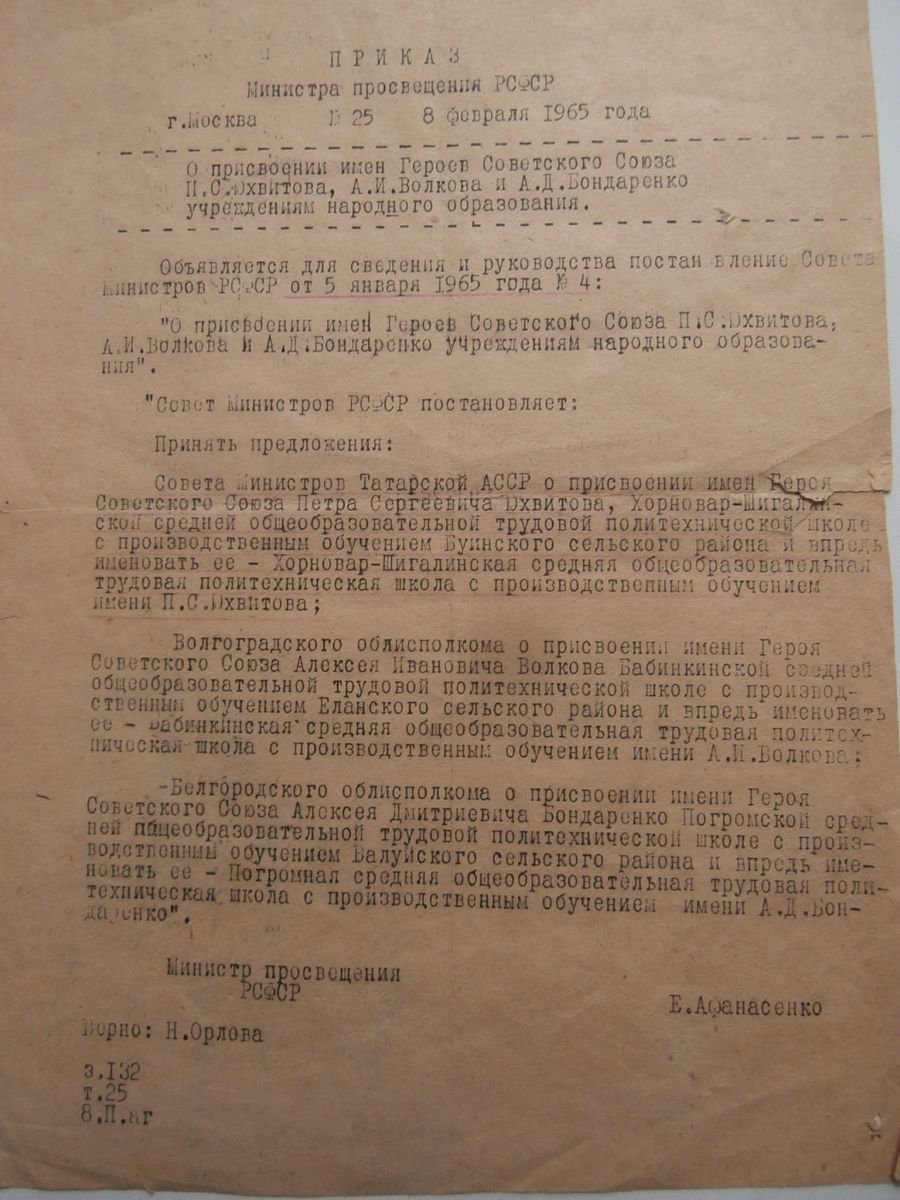 П Р И К А З
Министра просвещения РСФСР
г.Москва № 25 8 февраля 1965 года
О присвоении имен Героев Советского Союза
П.С.Юхвитова, А.И.Волкова и А.Д.Бондаренко
учреждениям народного образования.
Объявляется для сведения и руководства постановление Совета
Министров РСФСР от 5 января 1965 года № 4:
"О присвоении имен Героев Советского Союза П.С.Юхвитова,
А.И.Волкова и А.Д.Бондаренко учреждениям народного образова-
ния".
"Совет Министров РСФСР постановляет:
Принять предложения:
Совета Министров Татарской АССР о присвоении имен Героя
Советского Союза Петра Сергеевича Юхвитова, Хорновар-Шигалин-
ской средней общеобразовательной трудовой политехнической школе
с производственным обучением Буинского сельского района и впредь
именовать ее - Хорновар-Шигалинская средняя общеобразовательная
трудовая политехническая школа с производственным обучением
имени П.С.Юхвитова;
Волгоградского облисполкома о присвоении имени Героя
Советского Союза Алексея Ивановича Волкова Бабинкинской средней
общеобразовательной трудовой политехнической школе с производ-
ственным обучением Еланского сельского района и впредь именовать
ее - Бабинкинская средняя общеобразовательная трудовая политех-
ническая школа с производственным обучением имени А.И.Волкова;
-Белгородского облисполкома о присвоении имени Героя
Советского Союза Алексея Дмитриевича Бондаренко Погромской сред-
ней общеобразовательной трудовой политехнической школе с произ-
водственным обучением Валуйского сельского района и впредь име-
новать ее - Погромная средняя общеобразовательная трудовая поли-
техническая школа с производственным обучением имени А.Д.Бон-
даренко".
Министр просвещения
РСФСР
Е.Афанасенко
Верно: Н.Орлова
з.132
т.25
8.П.аг